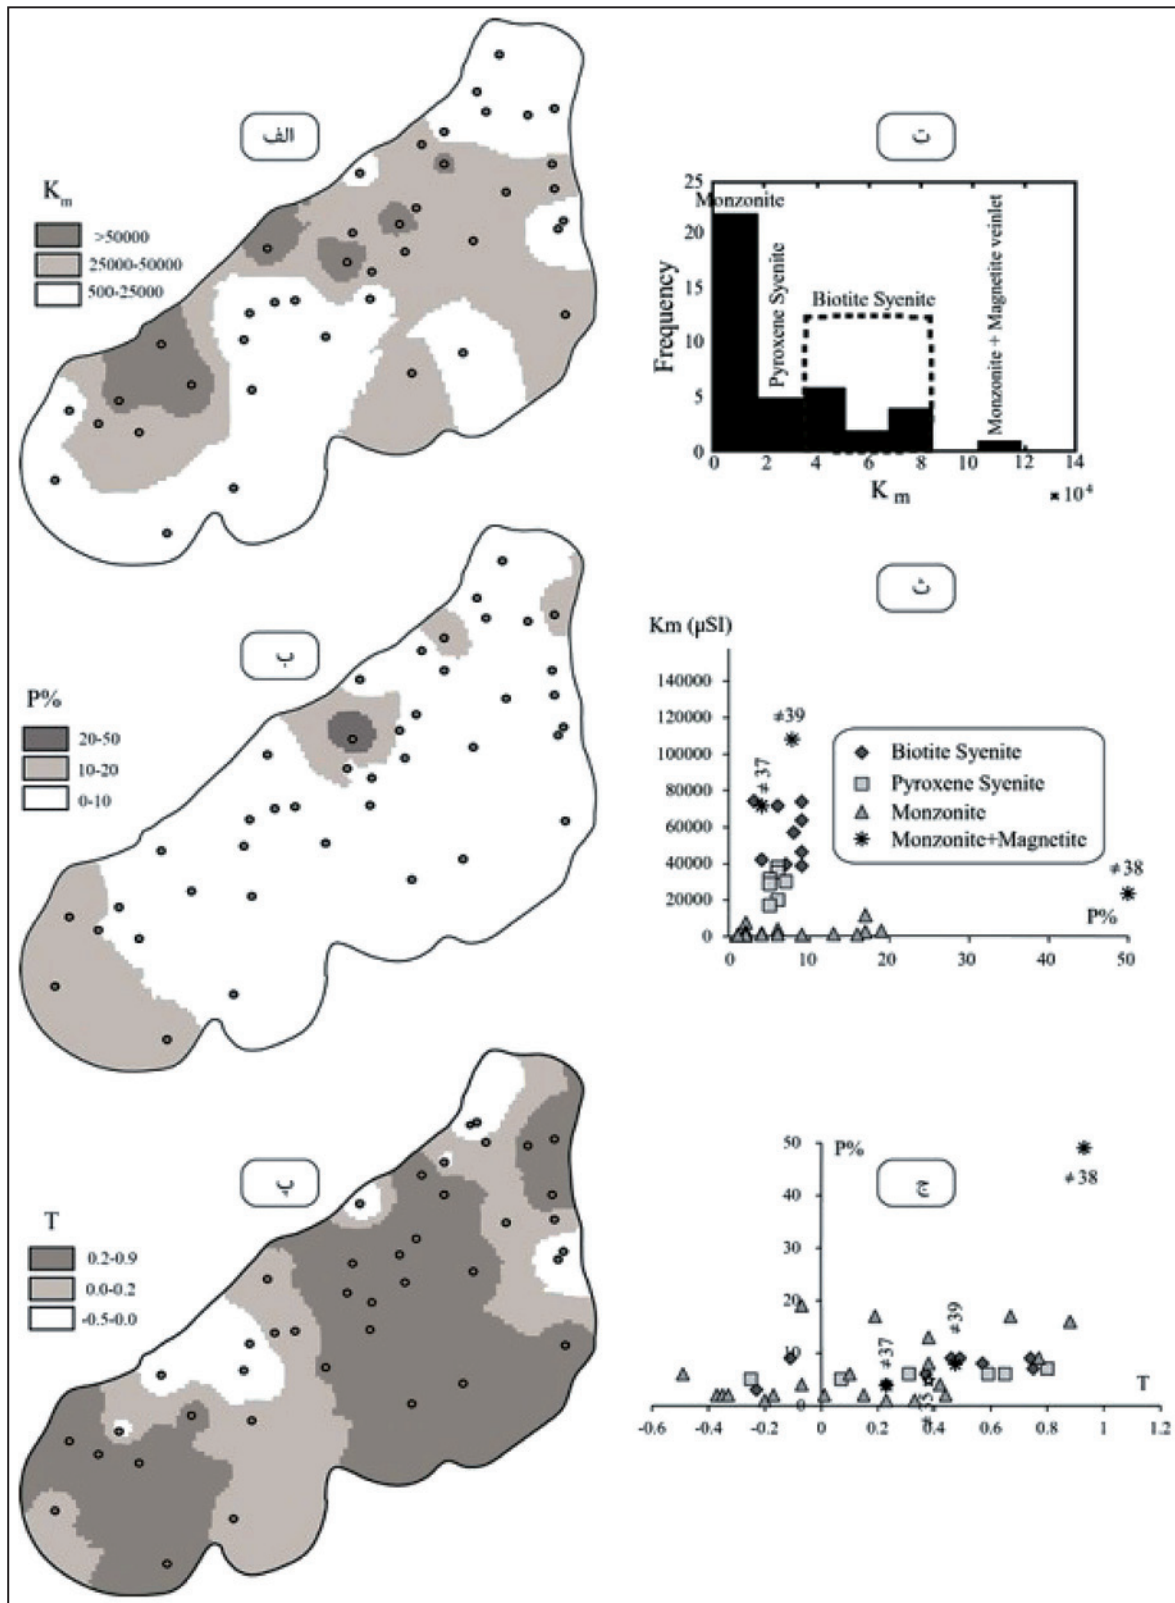 الف
Km
>50000
25000-50000
500-25000
ب
P%
20-50
10-20
0-10
پ
T
0.2-0.9
0.0-0.2
-0.5-0.0
ت
25
20
15
10
5
0
Frequency
Monzonite
Pyroxene Syenite
Biotite Syenite
Monzonite + Magnetite veinlet
0 2 4 6 8 10 12 14
Km
×10⁴
ث
Km (µSI)
140000
120000
100000
80000
60000
40000
20000
0
≠39
≠37
≠38
Biotite Syenite
Pyroxene Syenite
Monzonite
Monzonite+Magnetite
P%
0 10 20 30 40 50
ج
P%
50
40
30
20
10
0
≠38
≠39
≠37
T
-0.6 -0.4 -0.2 0 0.2 0.4 0.6 0.8 1 1.2